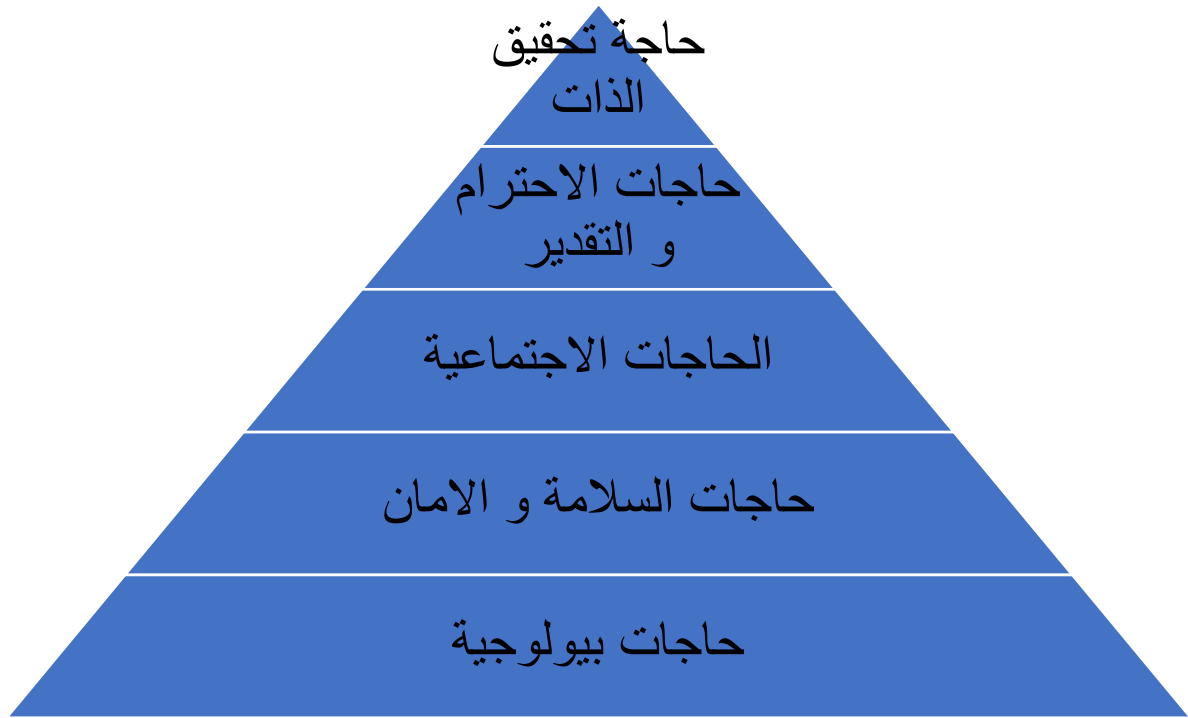 حاجة تحقيق
الذات
حاجات الاحترام
و التقدير
الحاجات الاجتماعية
حاجات السلامة و الامان
حاجات بيولوجية